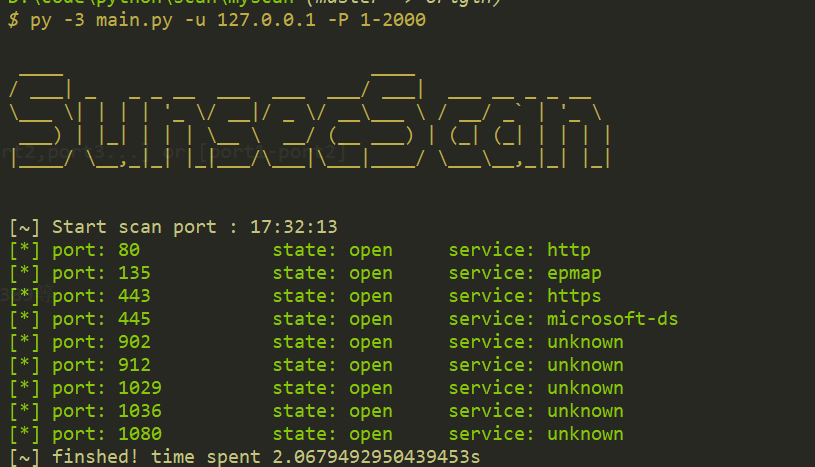 D:\code\python\scan\myscan (master -> origin)
$ py -3 main.py -u 127.0.0.1 -P 1-2000
SunsecScan
[~] Start scan port : 17:32:13
[*] port: 80 state: open service: http
[*] port: 135 state: open service: epmap
[*] port: 443 state: open service: https
[*] port: 445 state: open service: microsoft-ds
[*] port: 902 state: open service: unknown
[*] port: 912 state: open service: unknown
[*] port: 1029 state: open service: unknown
[*] port: 1036 state: open service: unknown
[*] port: 1080 state: open service: unknown
[~] finshed! time spent 2.0679492950439453s